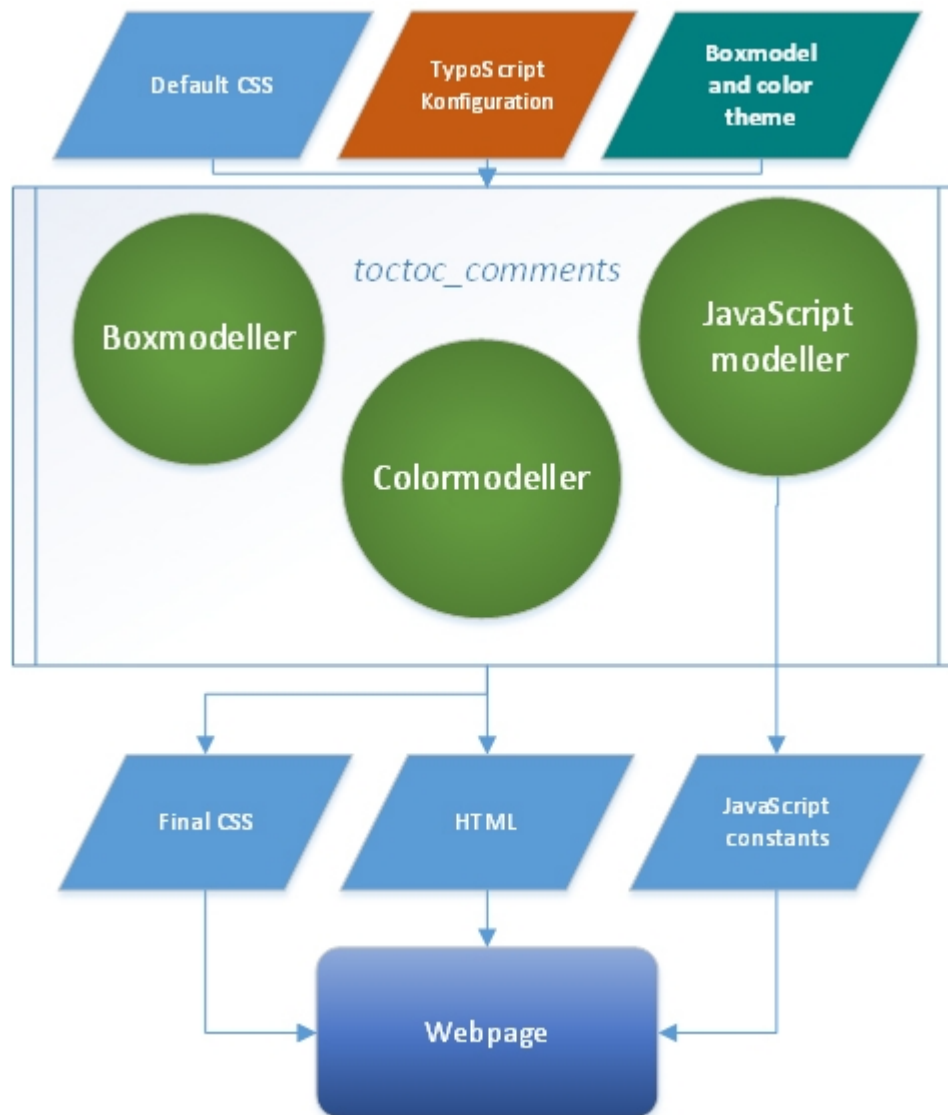 Default CSS
TypoScript
Konfiguration
Boxmodel
and color
theme
toctoc_comments
Boxmodeller
JavaScript
modeller
Colormodeller
Final CSS
HTML
JavaScript
constants
Webpage